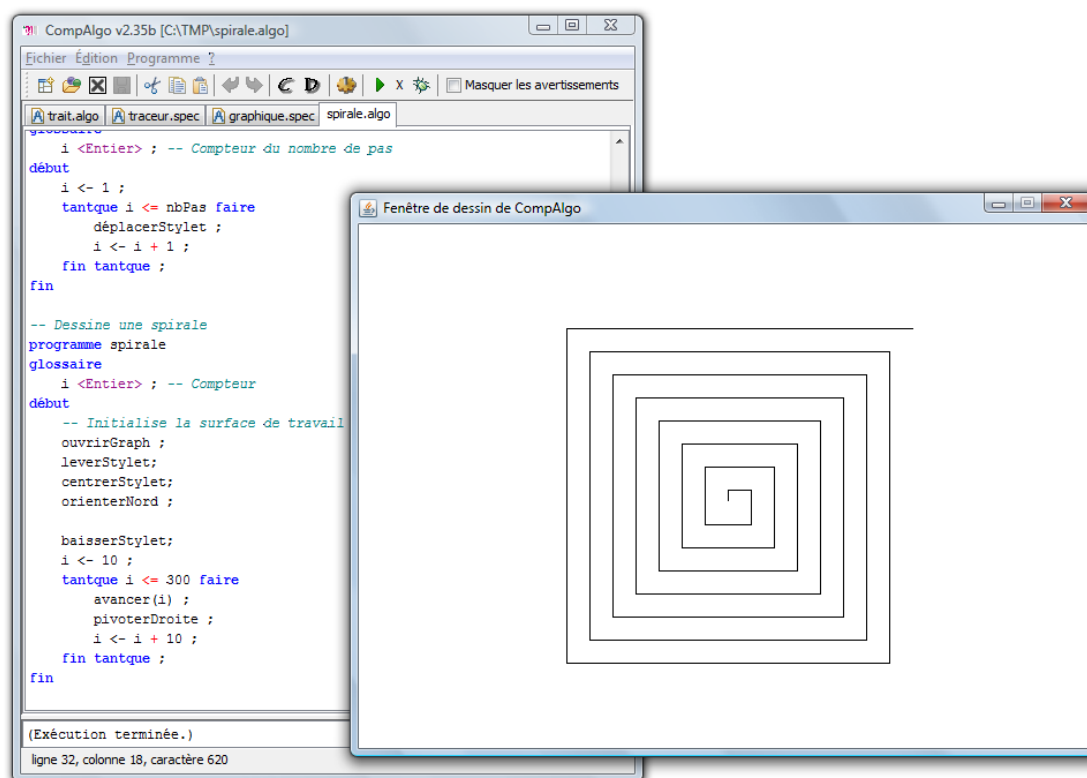 CompAlgo v2.35b [C:\TMP\spirale.algo]
Fichier Édition Programme ?
C D X Masquer les avertissements
trait.algo traceur.spec graphique.spec spirale.algo
glossaire
i <Entier> ; -- Compteur du nombre de pas
début
i <- 1 ;
tantque i <= nbPas faire
déplacerStylet ;
i <- i + 1 ;
fin tantque ;
fin
-- Dessine une spirale
programme spirale
glossaire
i <Entier> ; -- Compteur
début
-- Initialise la surface de travail
ouvrirGraph ;
leverStylet;
centrerStylet;
orienterNord ;
baisserStylet;
i <- 10 ;
tantque i <= 300 faire
avancer(i) ;
pivoterDroite ;
i <- i + 10 ;
fin tantque ;
fin
(Exécution terminée.)
ligne 32, colonne 18, caractère 620
Fenêtre de dessin de CompAlgo